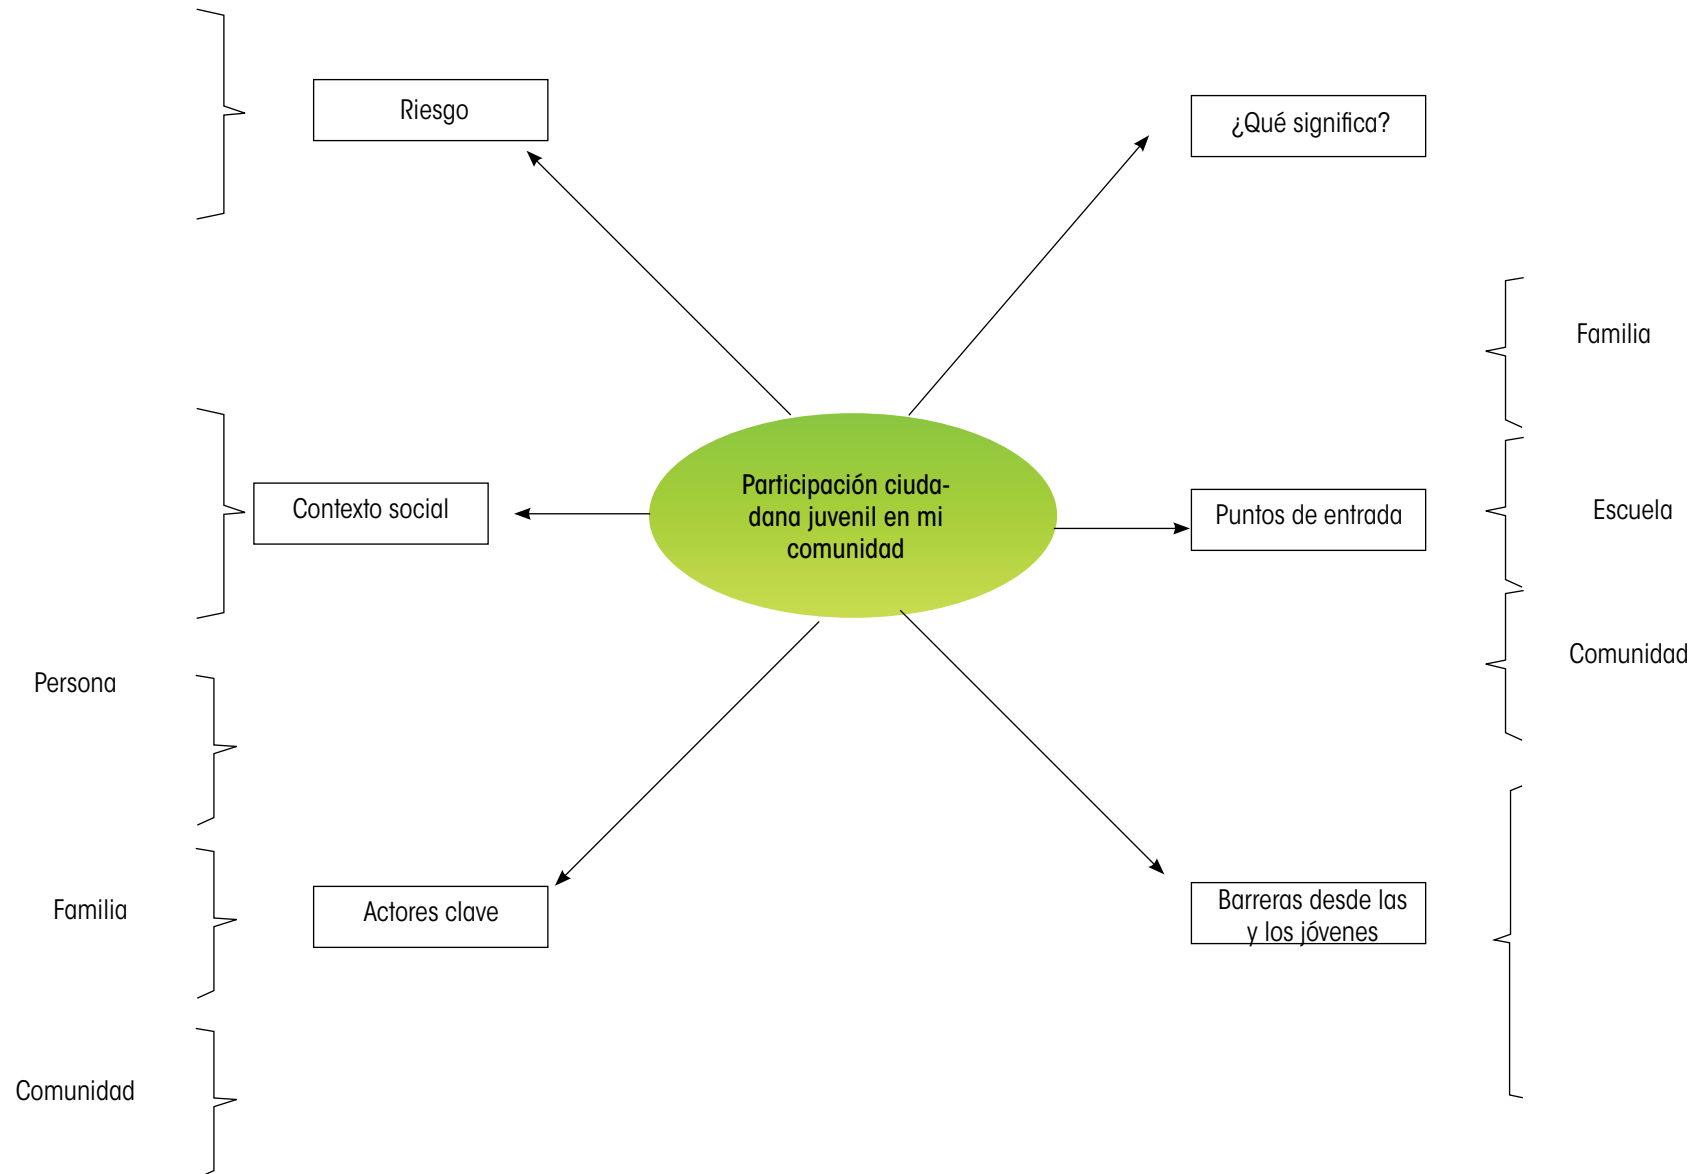 Riesgo
¿Qué significa?
Familia
Participación ciuda-
dana juvenil en mi
comunidad
Contexto social
Puntos de entrada
Escuela
Comunidad
Persona
Familia
Actores clave
Barreras desde las
y los jóvenes
Comunidad